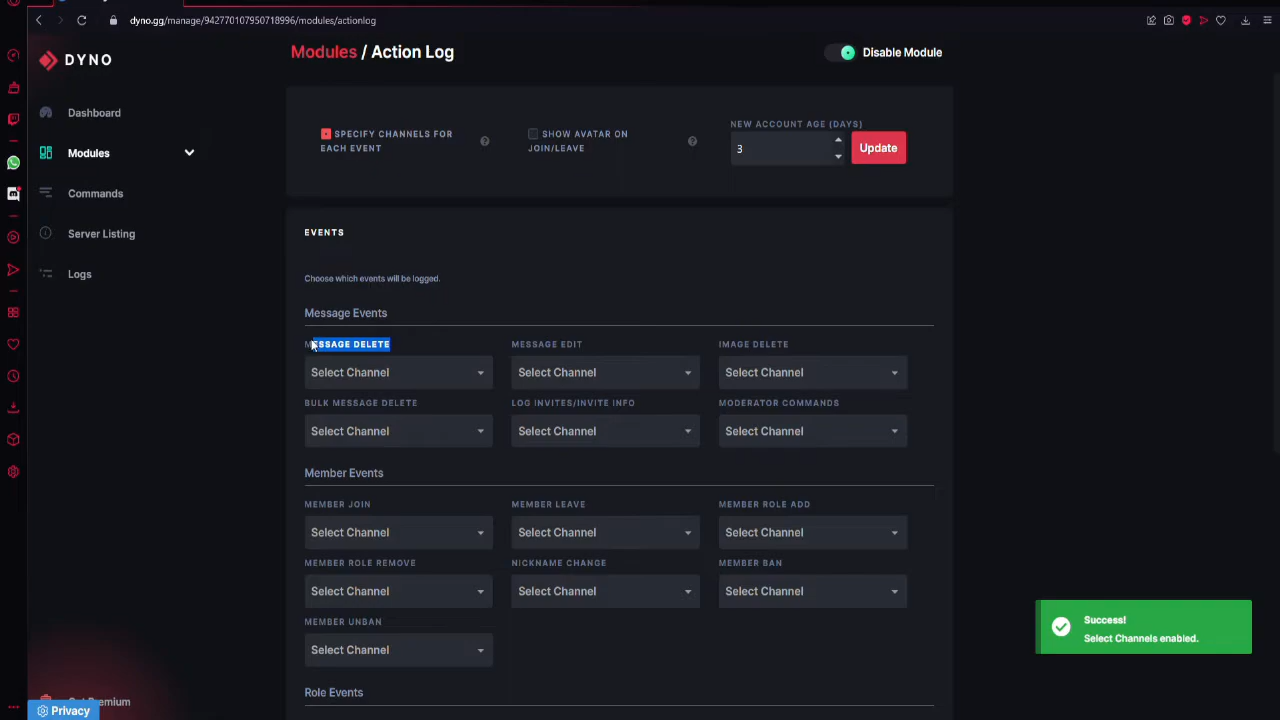 dyno.gg/manage/942770107950718996/modules/actionlog
DYNO
Modules / Action Log
Disable Module
Dashboard
Modules
Commands
Server Listing
Logs
SPECIFY CHANNELS FOR
EACH EVENT
SHOW AVATAR ON
JOIN/LEAVE
NEW ACCOUNT AGE (DAYS)
3
Update
EVENTS
Choose which events will be logged.
Message Events
MESSAGE DELETE
MESSAGE EDIT
IMAGE DELETE
Select Channel
Select Channel
Select Channel
BULK MESSAGE DELETE
LOG INVITES/INVITE INFO
MODERATOR COMMANDS
Select Channel
Select Channel
Select Channel
Member Events
MEMBER JOIN
MEMBER LEAVE
MEMBER ROLE ADD
Select Channel
Select Channel
Select Channel
MEMBER ROLE REMOVE
NICKNAME CHANGE
MEMBER BAN
Select Channel
Select Channel
Select Channel
MEMBER UNBAN
Select Channel
Role Events
Success!
Select Channels enabled.
Premium
Privacy